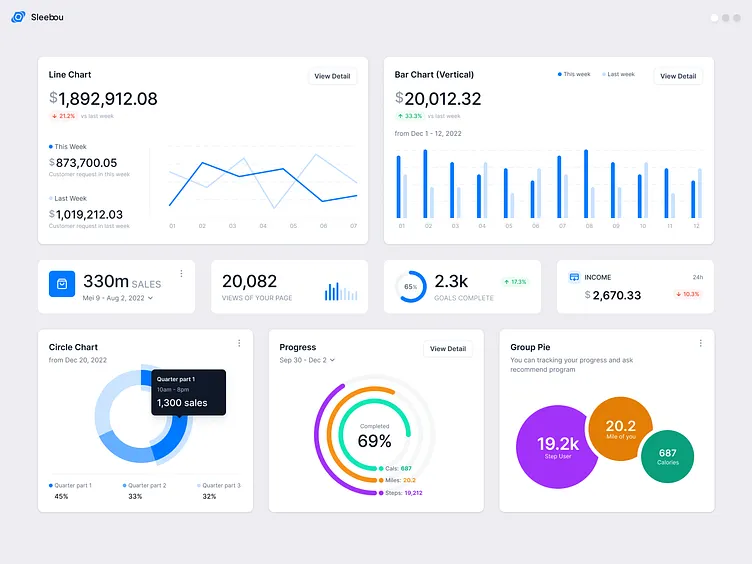 Sleebou
Line Chart
View Detail
$1,892,912.08
21.2% vs last week
This Week
$873,700.05
Customer request in this week
Last Week
$1,019,212.03
Customer request in last week
01 02 03 04 05 06 07
Bar Chart (Vertical)
This week
Last week
View Detail
$20,012.32
33.3% vs last week
from Dec 1 - 12, 2022
01 02 03 04 05 06 07 08 09 10 11 12
330m SALES
Mei 9 - Aug 2, 2022
20,082
VIEWS OF YOUR PAGE
65%
2.3k
GOALS COMPLETE
17.3%
INCOME
24h
$ 2,670.33
10.3%
Circle Chart
from Dec 20, 2022
Quarter part 1
10am - 8pm
1,300 sales
Quarter part 1
45%
Quarter part 2
33%
Quarter part 3
32%
Progress
Sep 30 - Dec 2
View Detail
Completed
69%
Cals: 687
Miles: 20.2
Steps: 19,212
Group Pie
You can tracking your progress and ask
recommend program
19.2k
Step User
20.2
Mile of you
687
Calories